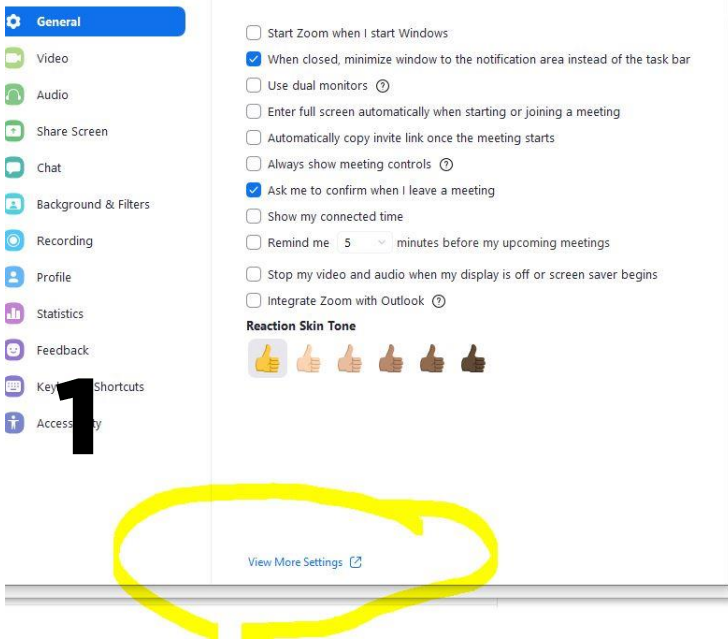 General
Video
Audio
Share Screen
Chat
Background & Filters
Recording
Profile
Statistics
Feedback
Shortcuts
1
Start Zoom when I start Windows
When closed, minimize window to the notification area instead of the task bar
Use dual monitors ?
Enter full screen automatically when starting or joining a meeting
Automatically copy invite link once the meeting starts
Always show meeting controls ?
Ask me to confirm when I leave a meeting
Show my connected time
Remind me 5 minutes before my upcoming meetings
Stop my video and audio when my display is off or screen saver begins
Integrate Zoom with Outlook ?
Reaction Skin Tone
View More Settings